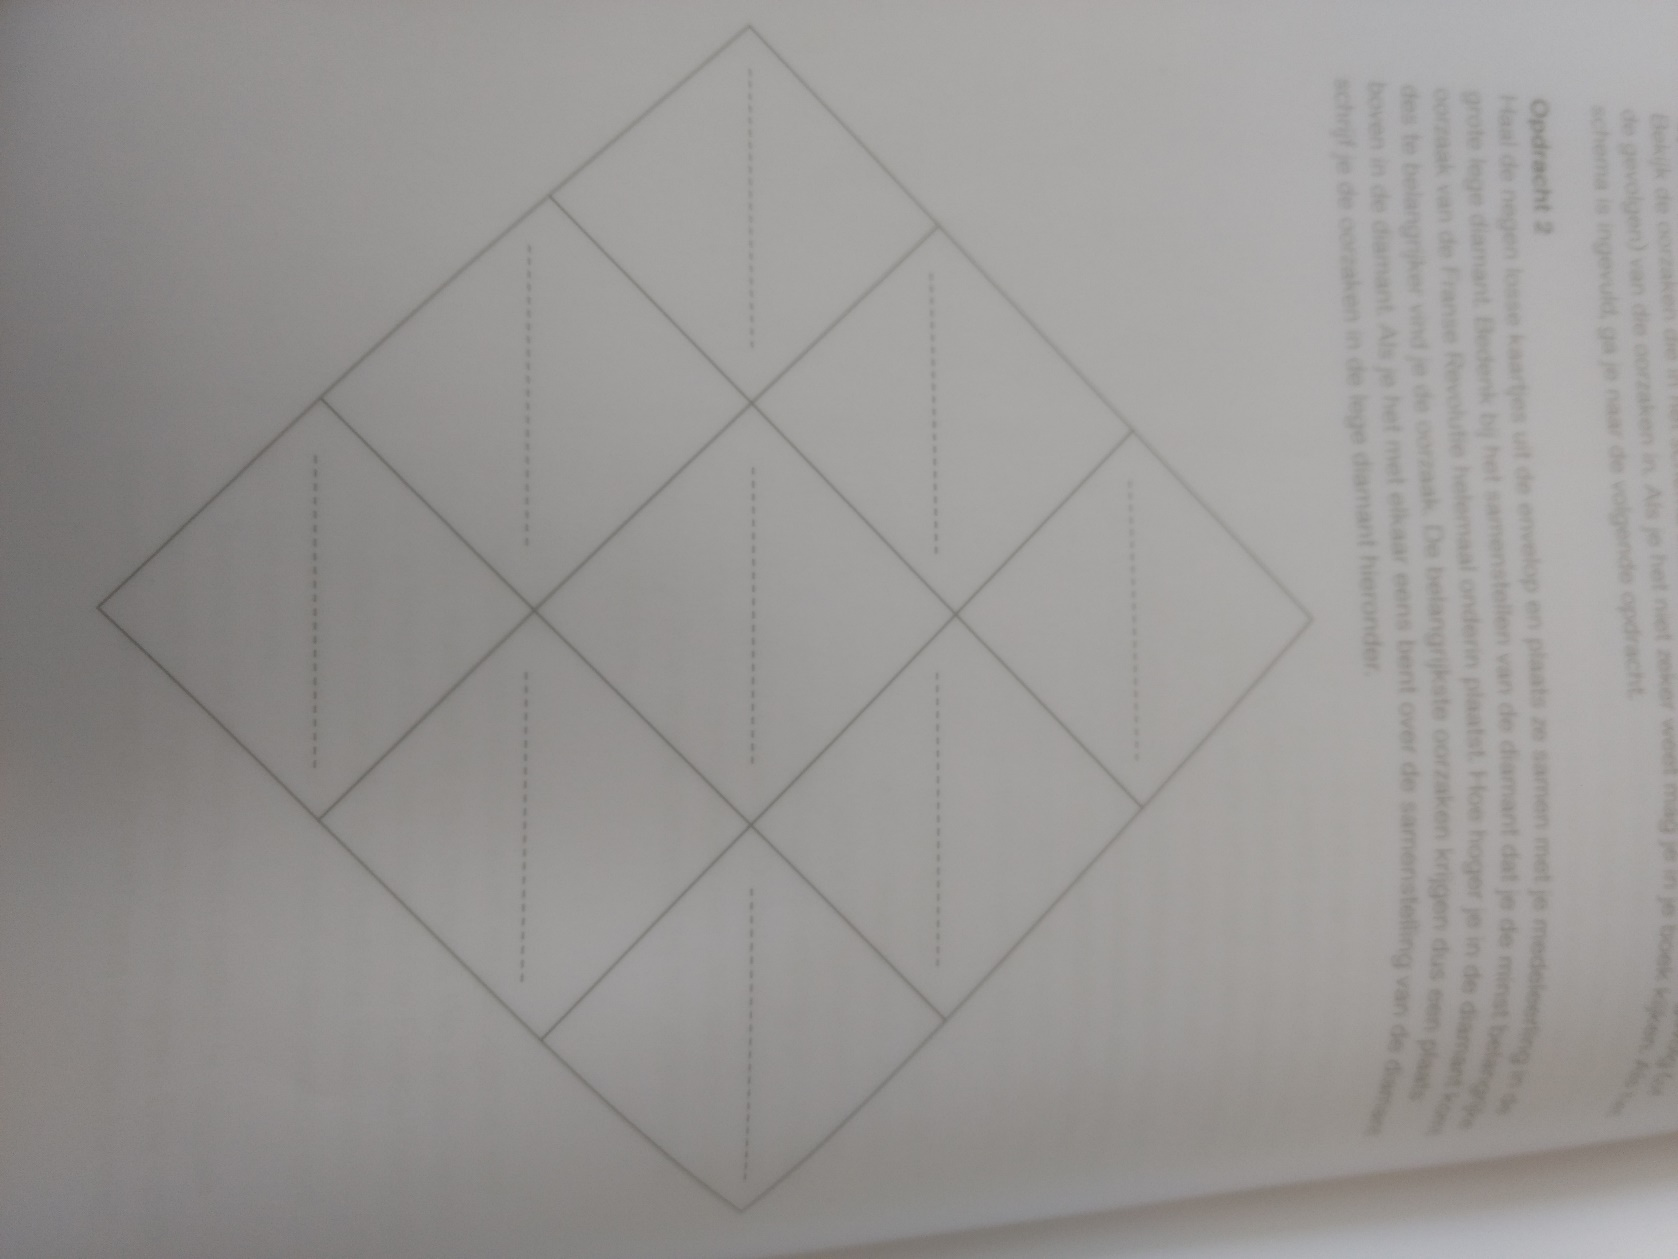 Bekijk de oorzaken
de gevolgen) van die oorzaken in. Als je het niet zeker weet mag je in je boek kijken. Als het
schema is ingevuld, ga je naar de volgende opdracht.
Opdracht 2
Haal de negen losse kaartjes uit de envelop en plaats ze samen met je medeleerling in de
grote lege diamant. Bedenk bij het samenstellen van de diamant dat je de minst belangrijke
oorzaak van de Franse Revolutie helemaal onderin plaatst. Hoe hoger je in de diamant komt
des te belangrijker vind je de oorzaak. De belangrijkste oorzaken krijgen dus een plaats
boven in de diamant. Als je het met elkaar eens bent over de samenstelling van de diamant
schrijf je de oorzaken in de lege diamant hieronder.